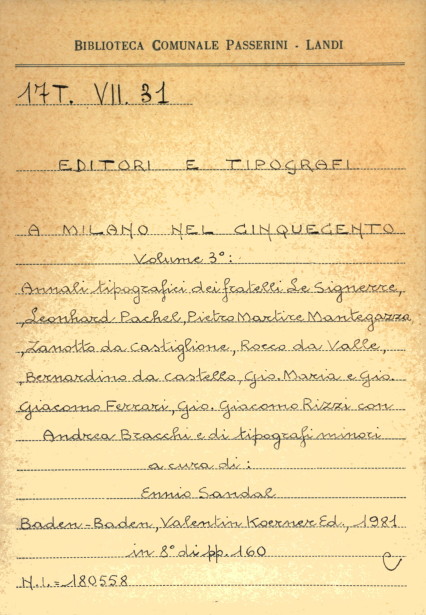 BIBLIOTECA COMUNALE PASSERINI - LANDI
17T. VII. 31
EDITORI E TIPOGRAFI
A MILANO NEL CINQUECENTO
Volume 3°:
Annali tipografici dei fratelli Le Signerre,
Leonhard Pachel, Pietro Martire Mantegazza
, Zanotto da Castiglione, Rocco da Valle,
Bernardino da Castello, Gio. Maria e Gio.
Giacomo Ferrari, Gio. Giacomo Rizzi con
Andrea Bracchi e di tipografi minori
a cura di:
Ennio Sandal
Baden-Baden, Valentin Koerner Ed., 1981
in 8° di pp. 160
N.I.= 180558